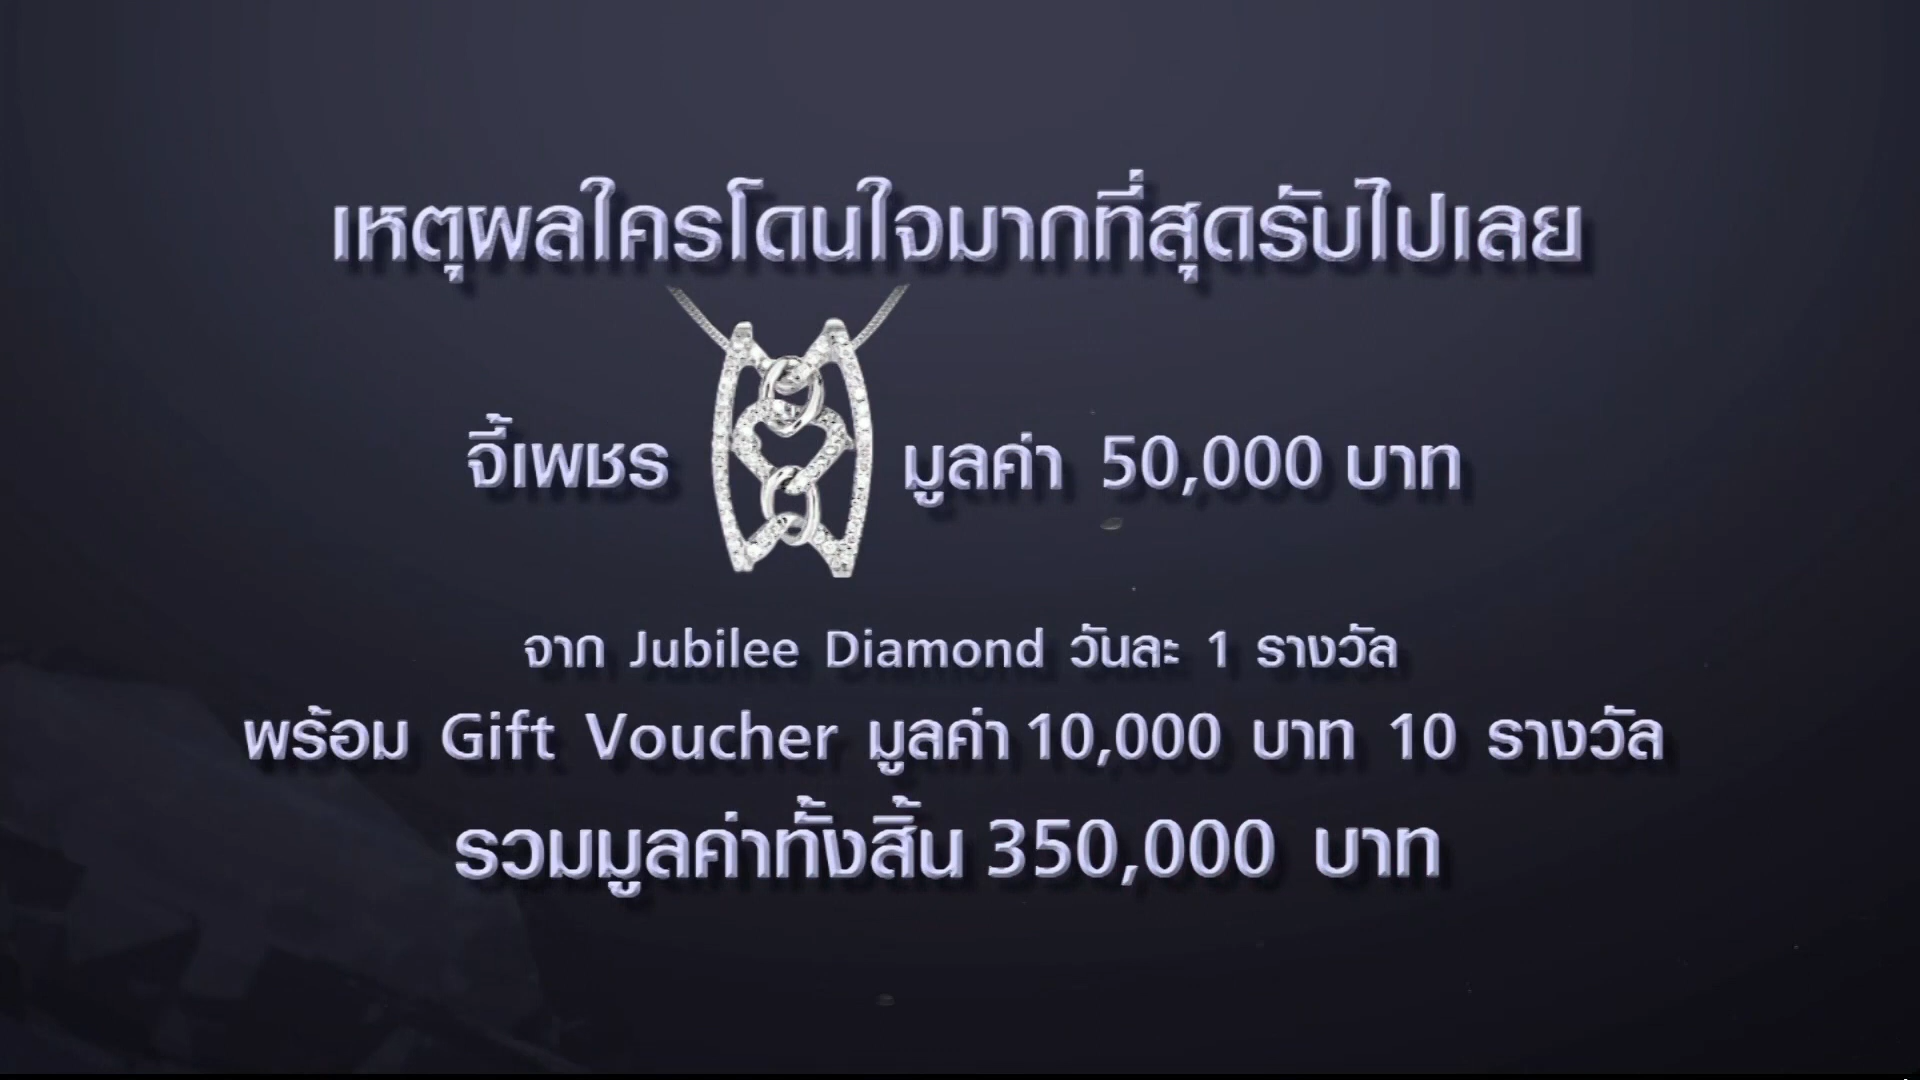 เหตุผลใครโดนใจมากที่สุดรับไปเลย
จี้เพชร มูลค่า 50,000 บาท
จาก Jubilee Diamond วันละ 1 รางวัล
พร้อม Gift Voucher มูลค่า 10,000 บาท 10 รางวัล
รวมมูลค่าทั้งสิ้น 350,000 บาท